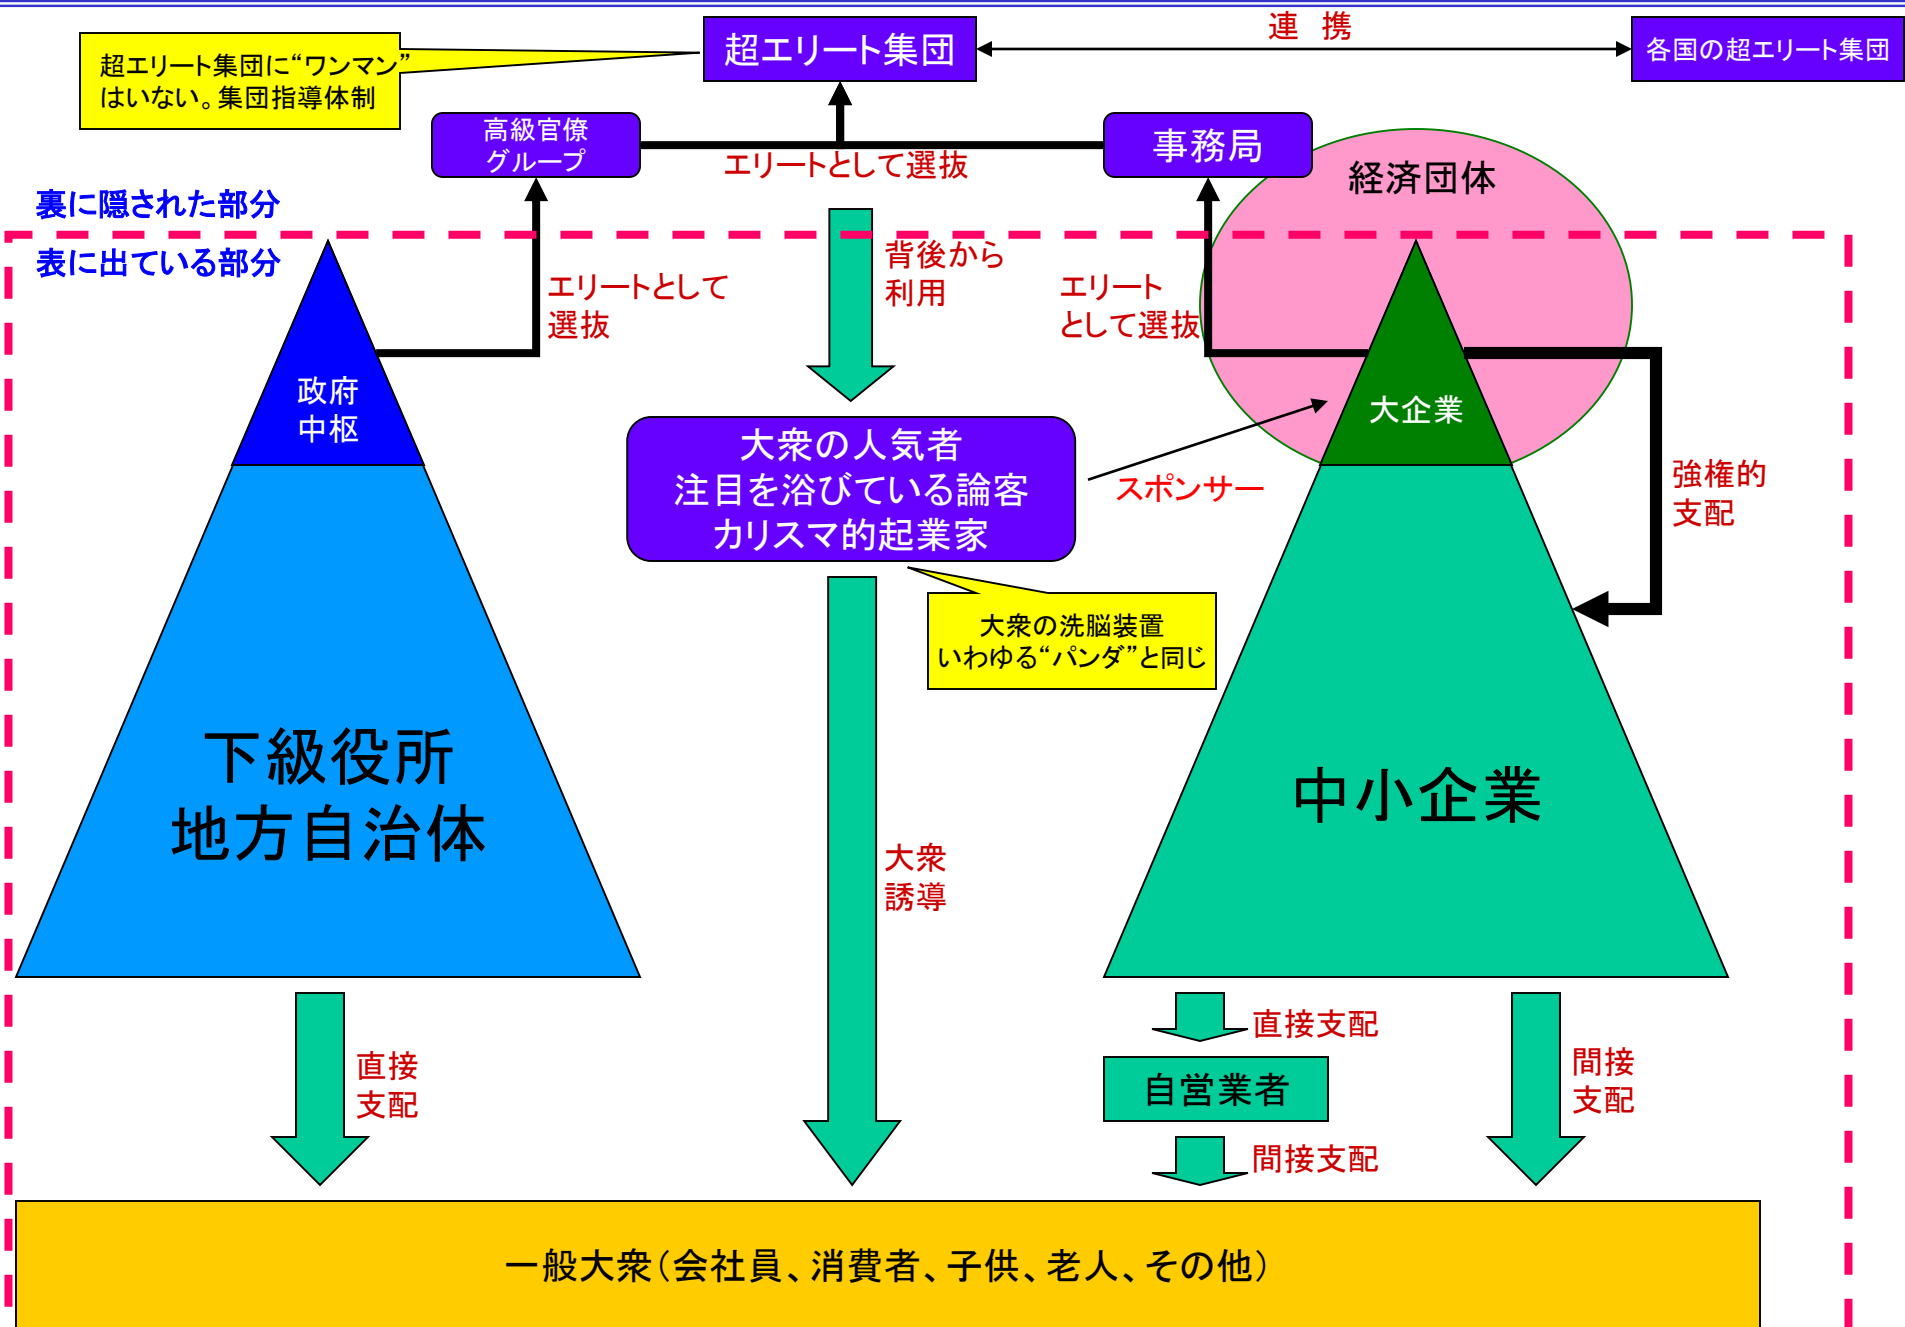 連 携
超エリート集団
各国の超エリート集団
超エリート集団に“ワンマン”
はいない。集団指導体制
高級官僚
グループ
事務局
エリートとして選抜
経済団体
裏に隠された部分
表に出ている部分
背後から
利用
エリートとして
選抜
エリート
として選抜
政府
中枢
大企業
大衆の人気者
注目を浴びている論客
カリスマ的起業家
スポンサー
強権的
支配
大衆の洗脳装置
いわゆる“パンダ”と同じ
下級役所
地方自治体
中小企業
大衆
誘導
直接
支配
直接支配
自営業者
間接支配
間接
支配
一般大衆(会社員、消費者、子供、老人、その他)